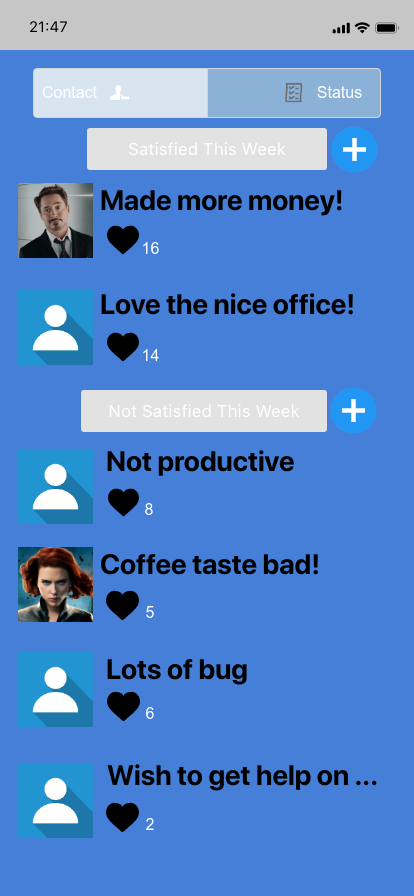 21:47
Contact
Status
Satisfied This Week
Made more money!
16
Love the nice office!
14
Not Satisfied This Week
Not productive
8
Coffee taste bad!
5
Lots of bug
6
Wish to get help on ...
2